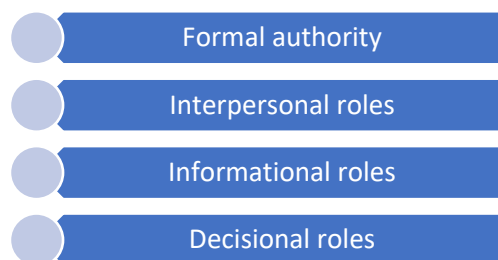 Formal authority
Interpersonal roles
Informational roles
Decisional roles